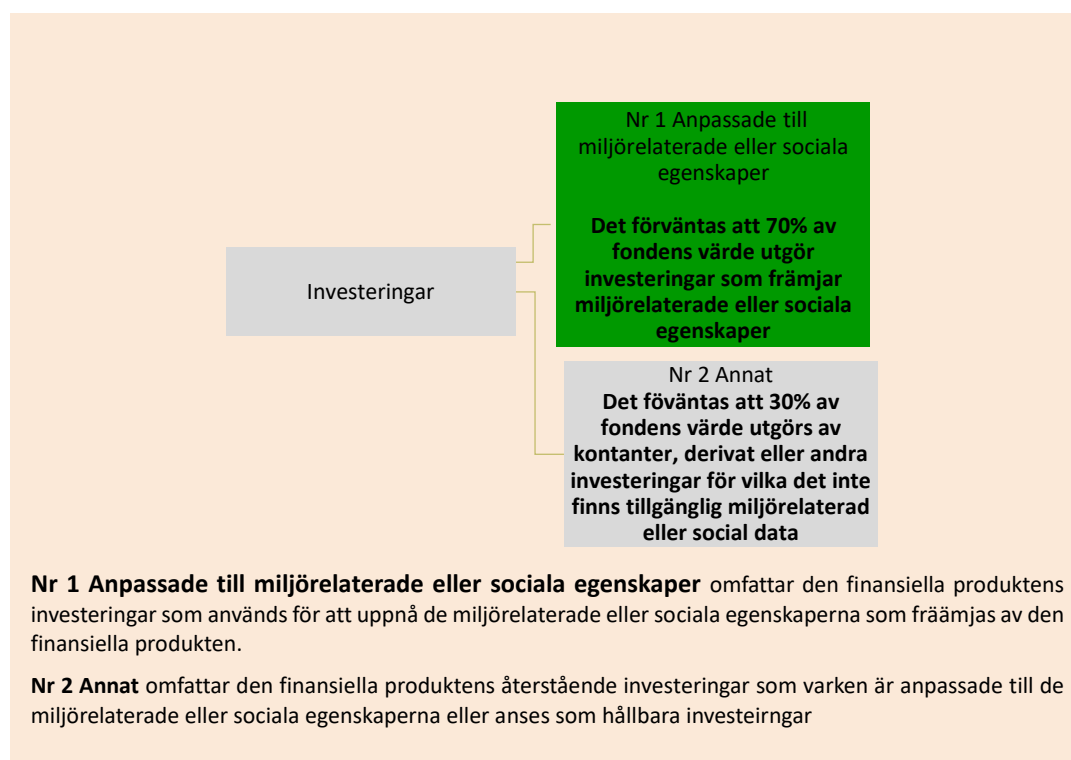 Nr 1 Anpassade till
miljörelaterade eller sociala
egenskaper
Det förväntas att 70% av
fondens värde utgör
investeringar som främjar
miljörelaterade eller sociala
egenskaper
Investeringar
Nr 2 Annat
Det föväntas att 30% av
fondens värde utgörs av
kontanter, derivat eller andra
investeringar för vilka det inte
finns tillgänglig miljörelaterad
eller social data
Nr 1 Anpassade till miljörelaterade eller sociala egenskaper omfattar den finansiella produktens
investeringar som används för att uppnå de miljörelaterade eller sociala egenskaperna som fräämjas av den
finansiella produkten.
Nr 2 Annat omfattar den finansiella produktens återstående investeringar som varken är anpassade till de
miljörelaterade eller sociala egenskaperna eller anses som hållbara investeirngar